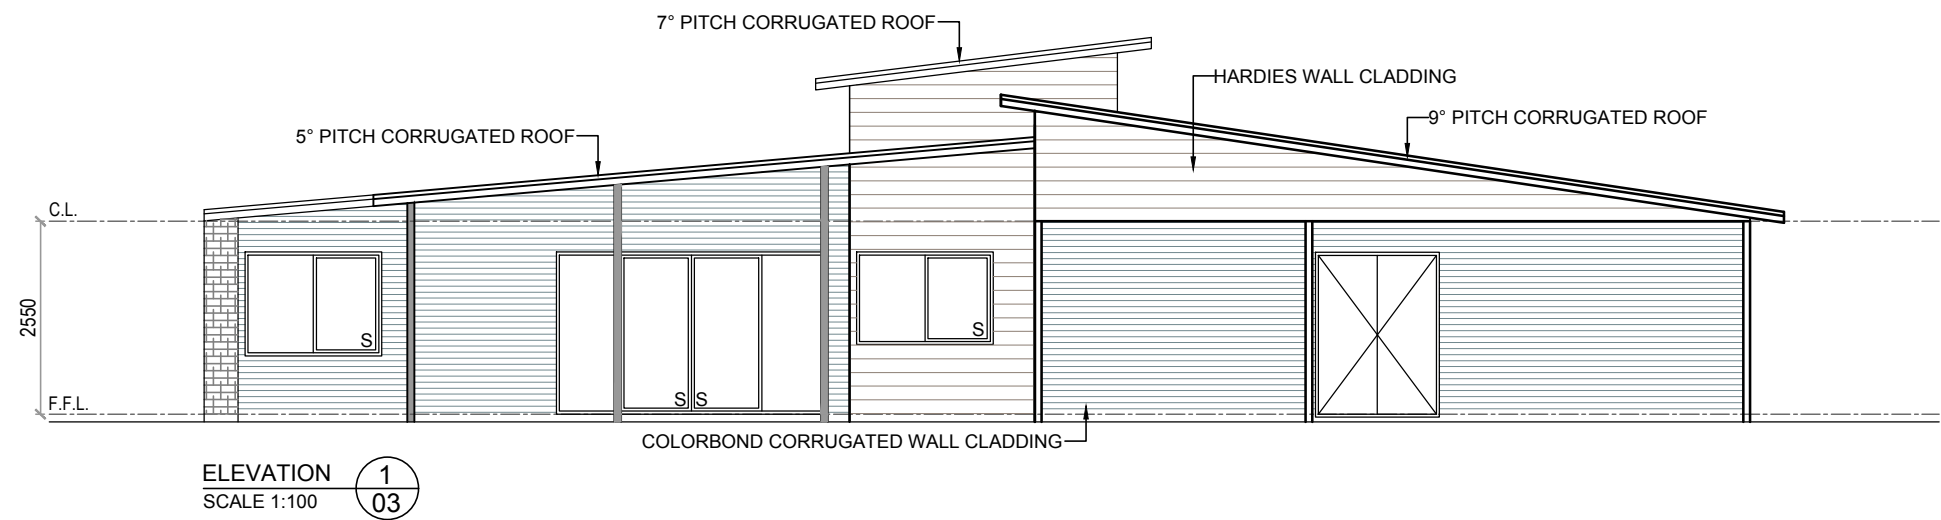 7° PITCH CORRUGATED ROOF
HARDIES WALL CLADDING
9° PITCH CORRUGATED ROOF
5° PITCH CORRUGATED ROOF
C.L.
2550
S
S
S S
F.F.L.
COLORBOND CORRUGATED WALL CLADDING
ELEVATION
SCALE 1:100
1
03